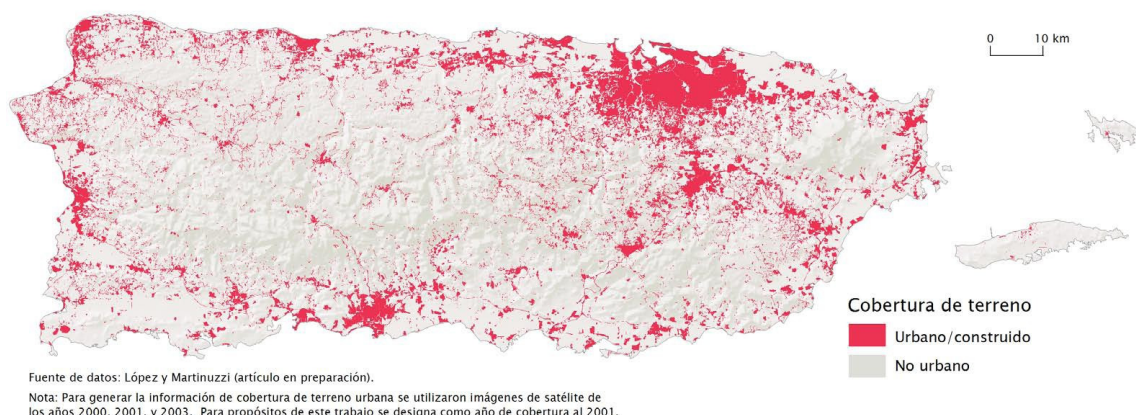 0 10 km
Cobertura de terreno
Urbano/construido
No urbano
Fuente de datos: López y Martinuzzi (artículo en preparación).
Nota: Para generar la información de cobertura de terreno urbana se utilizaron imágenes de satélite de
los años 2000, 2001, y 2003. Para propósitos de este trabajo se designa como año de cobertura al 2001.